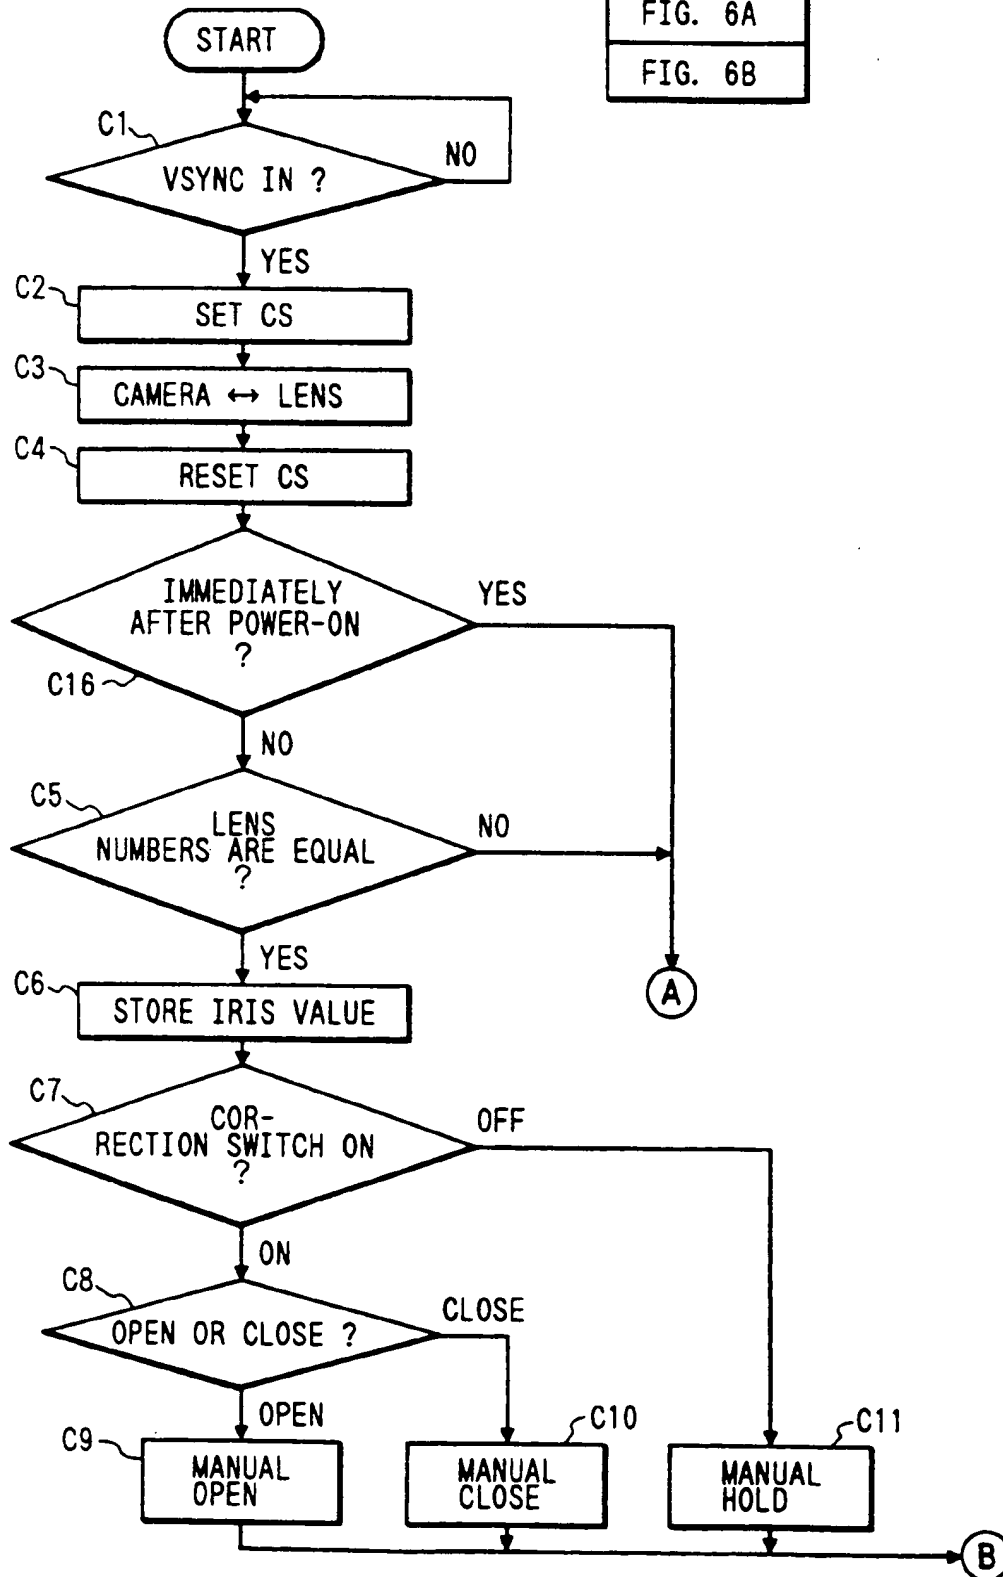 FIG. 6A
FIG. 6B
START
C1
VSYNC IN ?
NO
YES
C2
SET CS
C3
CAMERA ↔ LENS
C4
RESET CS
IMMEDIATELY
AFTER POWER-ON
?
YES
C16
NO
C5
LENS
NUMBERS ARE EQUAL
?
NO
YES
A
C6
STORE IRIS VALUE
C7
COR-
RECTION SWITCH ON
?
OFF
ON
C8
OPEN OR CLOSE ?
CLOSE
OPEN
C9
MANUAL
OPEN
C10
MANUAL
CLOSE
C11
MANUAL
HOLD
B